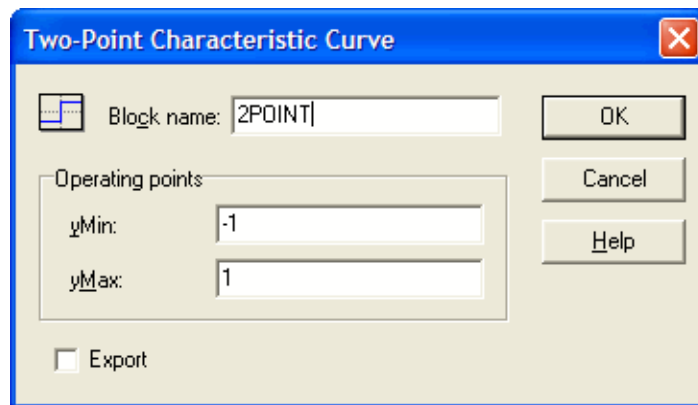 Two-Point Characteristic Curve
Block name: 2POINT
OK
Operating points
Cancel
yMin: -1
Help
yMax: 1
Export